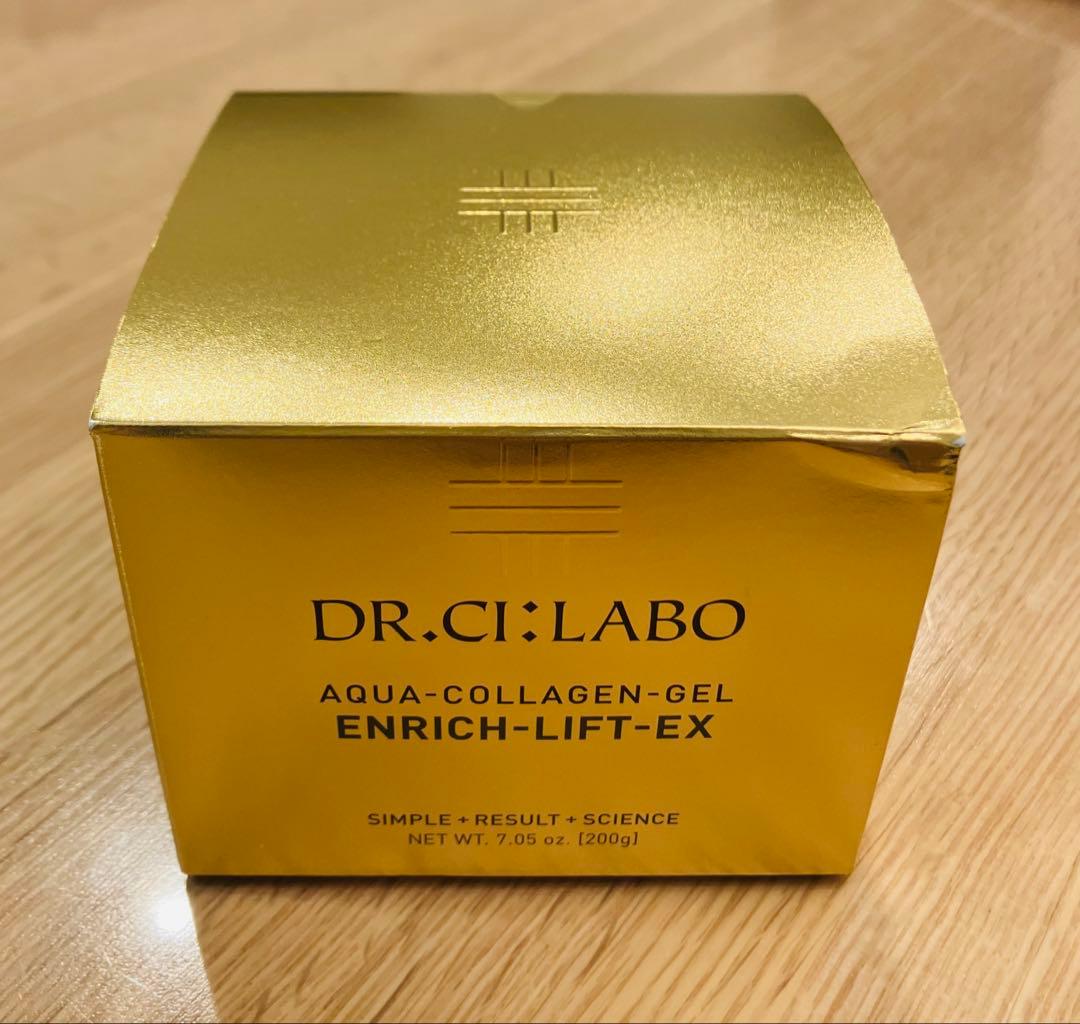 DR.CI:LABO
AQUA-COLLAGEN-GEL
ENRICH-LIFT-EX
SIMPLE + RESULT + SCIENCE
NET WT. 7.05 oz. [200g]